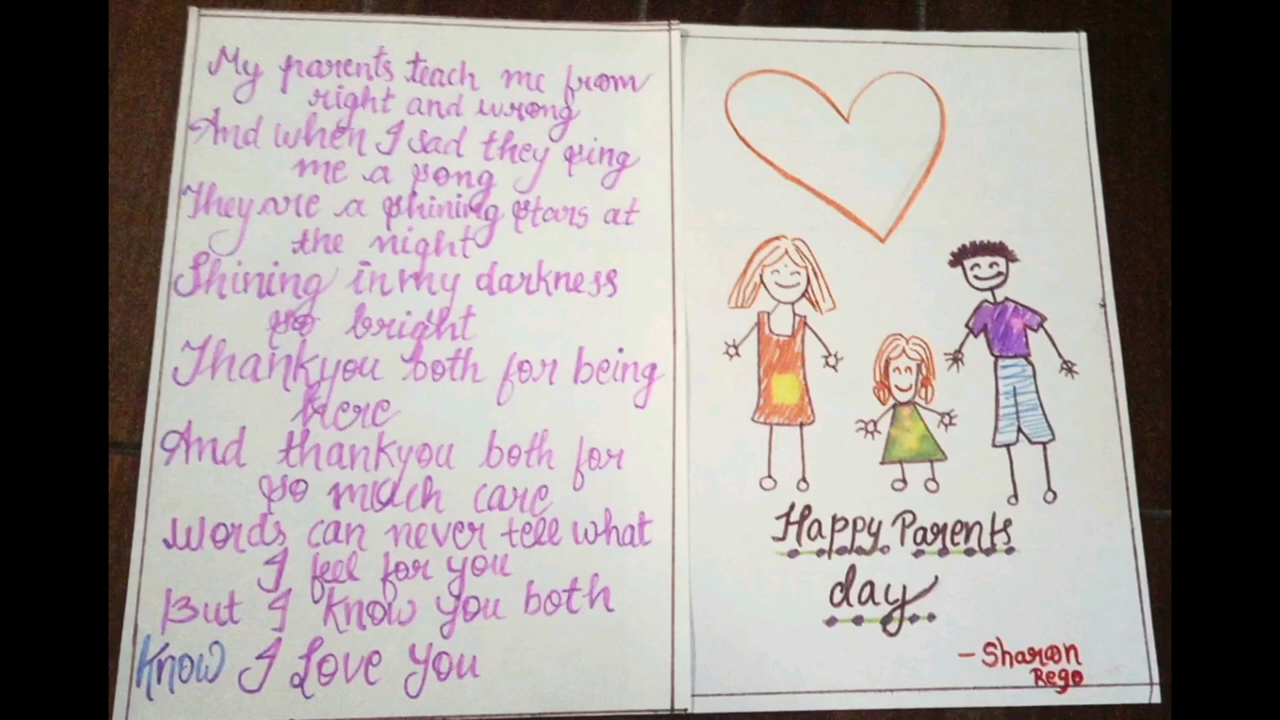 My parents teach me from
right and wrong
And when I sad they sing
me a song
They are a shining stars at
the night
Shining in my darkness
so bright
Thankyou both for being
here
And thankyou both for
so much care
Words can never tell what
I feel for you
But I know you both
Know I Love You
Happy Parents
day
- Sharon
Rego